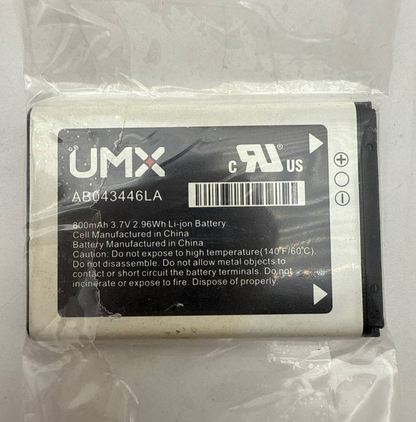 UMX
C RU US
AB043446LA
800mAh 3.7V 2.96Wh Li-jon Battery
Cell Manufactured in China
Battery Manufactured in China
Caution: Do not expose to high temperature(140℉/60℃).
Do not disassemble. Do not allow metal objects to
contact or short circuit the battery terminals. Do not
incinerate or expose to fire. Dispose of properly.